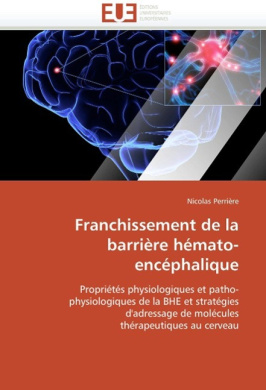 EUE
ÉDITIONS
UNIVERSITAIRES
EUROPÉENNES
Nicolas Perrière
Franchissement de la
barrière hémato-
encéphalique
Propriétés physiologiques et patho-
physiologiques de la BHE et stratégies
d'adressage de molécules
thérapeutiques au cerveau